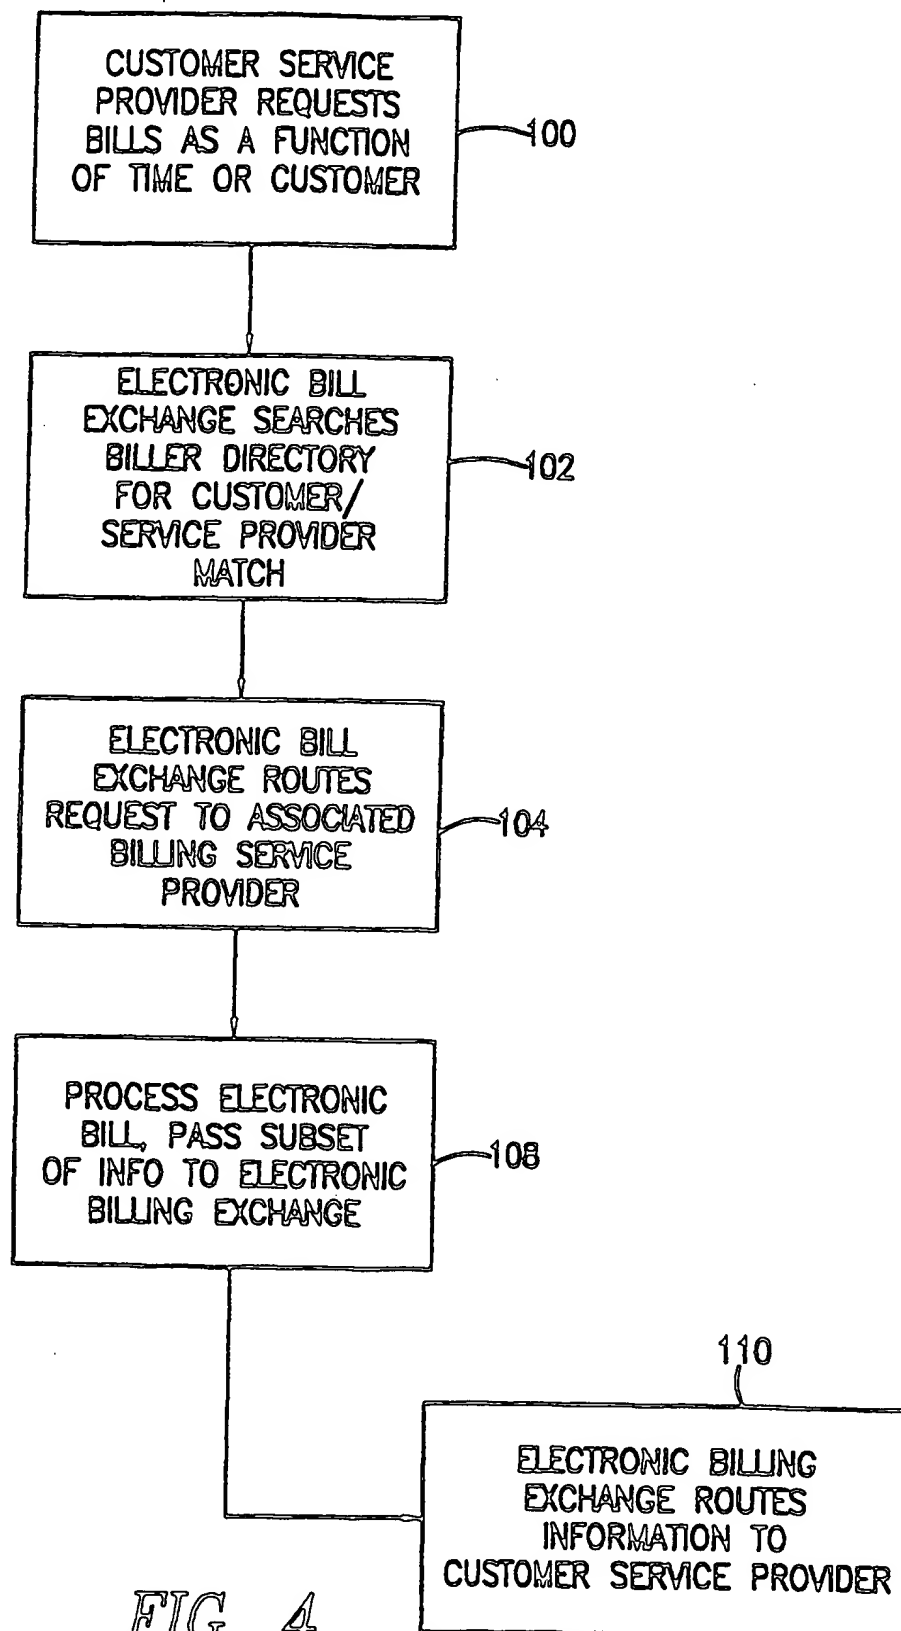 CUSTOMER SERVICE
PROVIDER REQUESTS
BILLS AS A FUNCTION
OF TIME OR CUSTOMER
100
ELECTRONIC BILL
EXCHANGE SEARCHES
BILLER DIRECTORY
FOR CUSTOMER/
SERVICE PROVIDER
MATCH
102
ELECTRONIC BILL
EXCHANGE ROUTES
REQUEST TO ASSOCIATED
BILLING SERVICE
PROVIDER
104
PROCESS ELECTRONIC
BILL, PASS SUBSET
OF INFO TO ELECTRONIC
BILLING EXCHANGE
108
110
ELECTRONIC BILLING
EXCHANGE ROUTES
INFORMATION TO
CUSTOMER SERVICE PROVIDER
FIG. 4